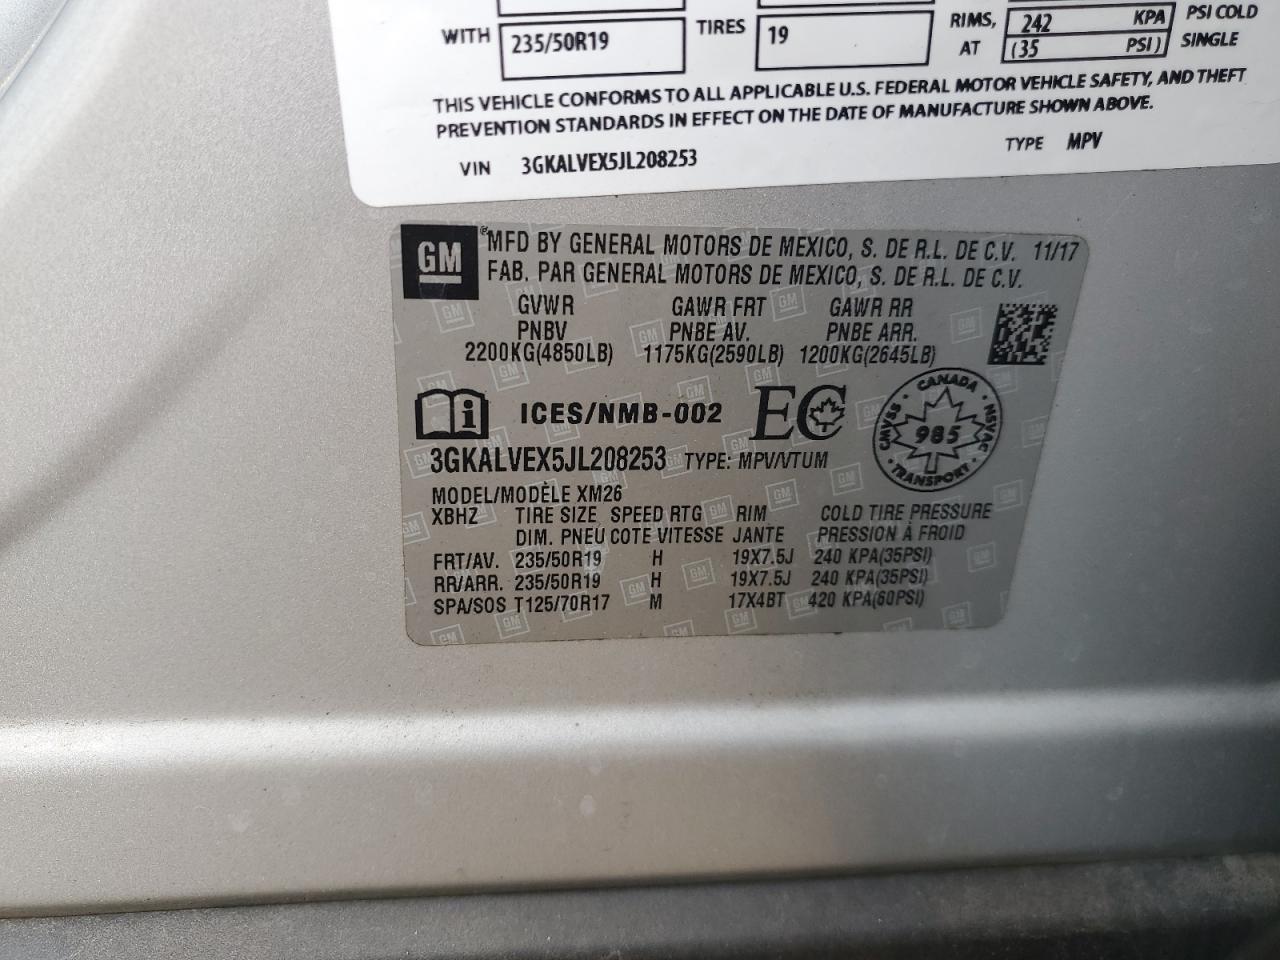 WITH 235/50R19 TIRES 19 RIMS, AT 242 KPA (35 PSI) PSI COLD SINGLE
THIS VEHICLE CONFORMS TO ALL APPLICABLE U.S. FEDERAL MOTOR VEHICLE SAFETY, AND THEFT
PREVENTION STANDARDS IN EFFECT ON THE DATE OF MANUFACTURE SHOWN ABOVE.
VIN 3GKALVEX5JL208253 TYPE MPV
GM ® MFD BY GENERAL MOTORS DE MEXICO, S. DE R.L. DE C.V. 11/17
FAB. PAR GENERAL MOTORS DE MEXICO, S. DE R.L. DE C.V.
GVWR GAWR FRT GAWR RR
PNBV PNBE AV. PNBE ARR.
2200KG(4850LB) 1175KG(2590LB) 1200KG(2645LB)
i ICES/NMB-002 EC
CANADA CMVSS 985 NSVAC TRANSPORT
3GKALVEX5JL208253 TYPE: MPV/VTUM
MODEL/MODÈLE XM26
XBHZ TIRE SIZE SPEED RTG RIM COLD TIRE PRESSURE
DIM. PNEU COTE VITESSE JANTE PRESSION À FROID
FRT/AV. 235/50R19 H 19X7.5J 240 KPA(35PSI)
RR/ARR. 235/50R19 H 19X7.5J 240 KPA(35PSI)
SPA/SOS T125/70R17 M 17X4BT 420 KPA(60PSI)